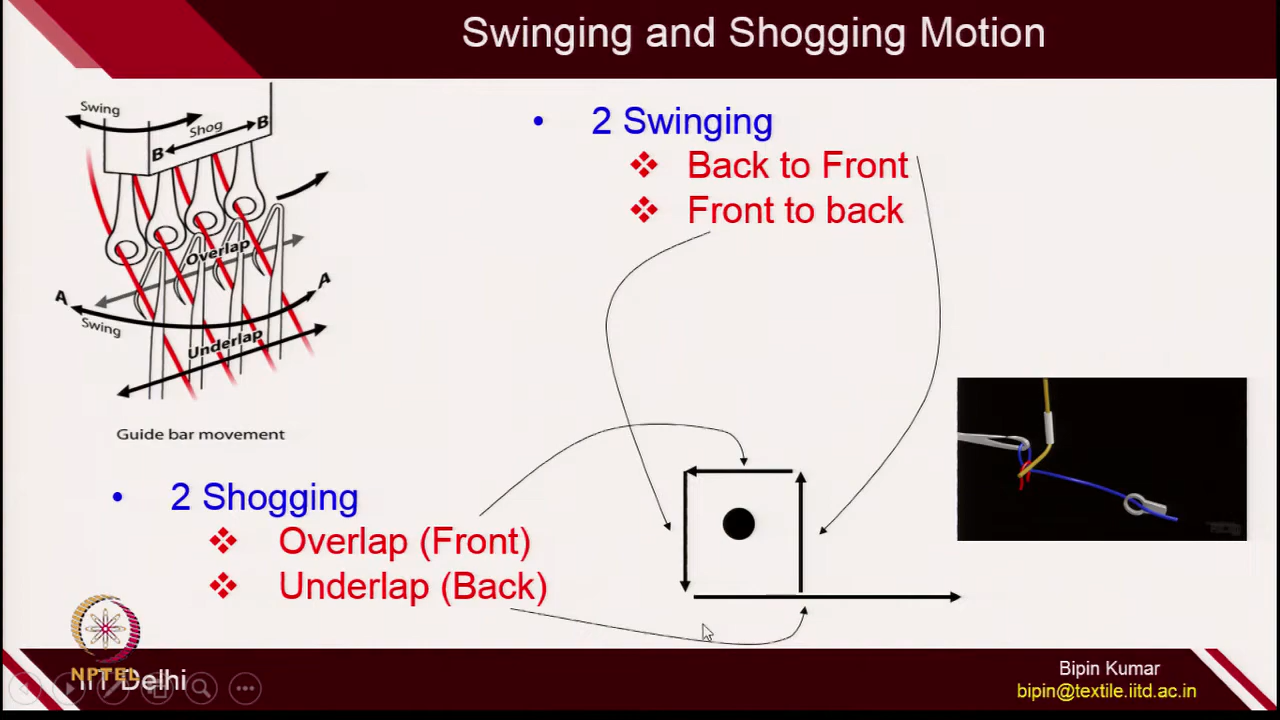 Swinging and Shogging Motion
Swing
Shog
B
B
Overlap
A
A
Swing
Underlap
Guide bar movement
• 2 Swinging
❖ Back to Front
❖ Front to back
• 2 Shogging
❖ Overlap (Front)
❖ Underlap (Back)
NPTEL
IIT Delhi
Bipin Kumar
bipin@textile.iitd.ac.in